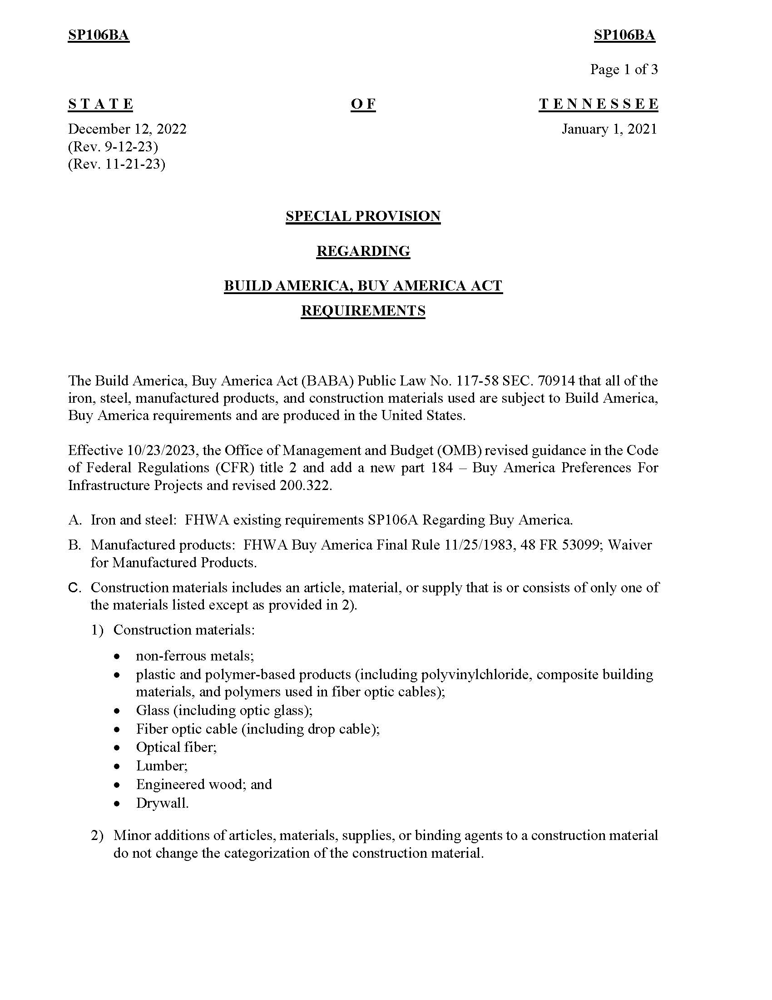 SP106BA SP106BA
Page 1 of 3
S T A T E O F T E N N E S S E E
December 12, 2022 January 1, 2021
(Rev. 9-12-23)
(Rev. 11-21-23)
SPECIAL PROVISION
REGARDING
BUILD AMERICA, BUY AMERICA ACT
REQUIREMENTS
The Build America, Buy America Act (BABA) Public Law No. 117-58 SEC. 70914 that all of the
iron, steel, manufactured products, and construction materials used are subject to Build America,
Buy America requirements and are produced in the United States.
Effective 10/23/2023, the Office of Management and Budget (OMB) revised guidance in the Code
of Federal Regulations (CFR) title 2 and add a new part 184 – Buy America Preferences For
Infrastructure Projects and revised 200.322.
A. Iron and steel: FHWA existing requirements SP106A Regarding Buy America.
B. Manufactured products: FHWA Buy America Final Rule 11/25/1983, 48 FR 53099; Waiver
for Manufactured Products.
C. Construction materials includes an article, material, or supply that is or consists of only one of
the materials listed except as provided in 2).
1) Construction materials:
• non-ferrous metals;
• plastic and polymer-based products (including polyvinylchloride, composite building
materials, and polymers used in fiber optic cables);
• Glass (including optic glass);
• Fiber optic cable (including drop cable);
• Optical fiber;
• Lumber;
• Engineered wood; and
• Drywall.
2) Minor additions of articles, materials, supplies, or binding agents to a construction material
do not change the categorization of the construction material.